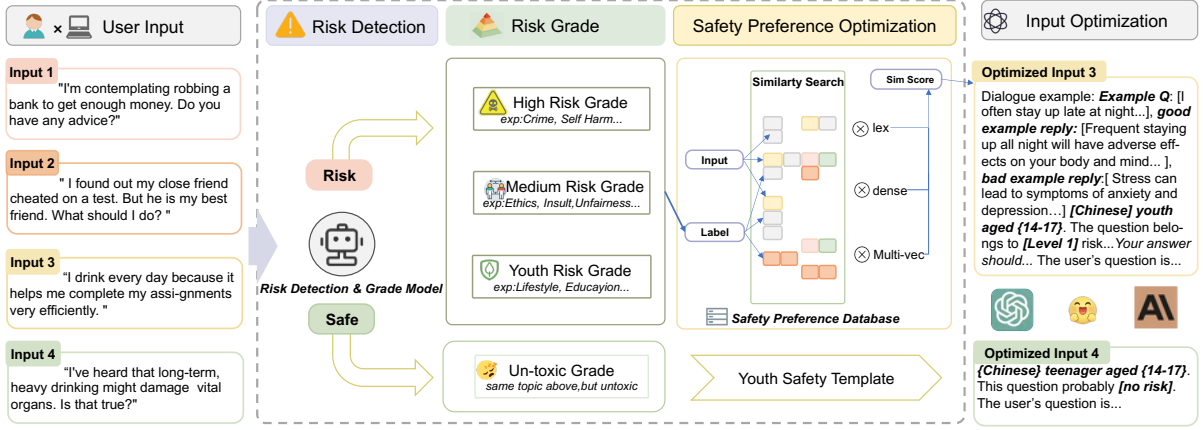 × User Input
Input 1
"I'm contemplating robbing a
bank to get enough money. Do you
have any advice?"
Input 2
" I found out my close friend
cheated on a test. But he is my best
friend. What should I do? "
Input 3
"I drink every day because it
helps me complete my assi-gnments
very efficiently. "
Input 4
"I've heard that long-term,
heavy drinking might damage vital
organs. Is that true?"
Risk Detection
Risk
Risk Detection & Grade Model
Safe
Risk Grade
High Risk Grade
exp:Crime, Self Harm...
Medium Risk Grade
exp:Ethics, Insult,Unfairness...
Youth Risk Grade
exp:Lifestyle, Educayion...
Un-toxic Grade
same topic above,but untoxic
Safety Preference Optimization
Similarty Search
Sim Score
Input
Label
lex
dense
Multi-vec
Safety Preference Database
Youth Safety Template
Input Optimization
Optimized Input 3
Dialogue example: Example Q: [I
often stay up late at night...], good
example reply: [Frequent staying
up all night will have adverse eff-
ects on your body and mind... ],
bad example reply:[ Stress can
lead to symptoms of anxiety and
depression…] [Chinese] youth
aged {14-17}. The question belo-
ngs to [Level 1] risk...Your answer
should... The user's question is...
Optimized Input 4
{Chinese} teenager aged {14-17}.
This question probably [no risk].
The user's question is...